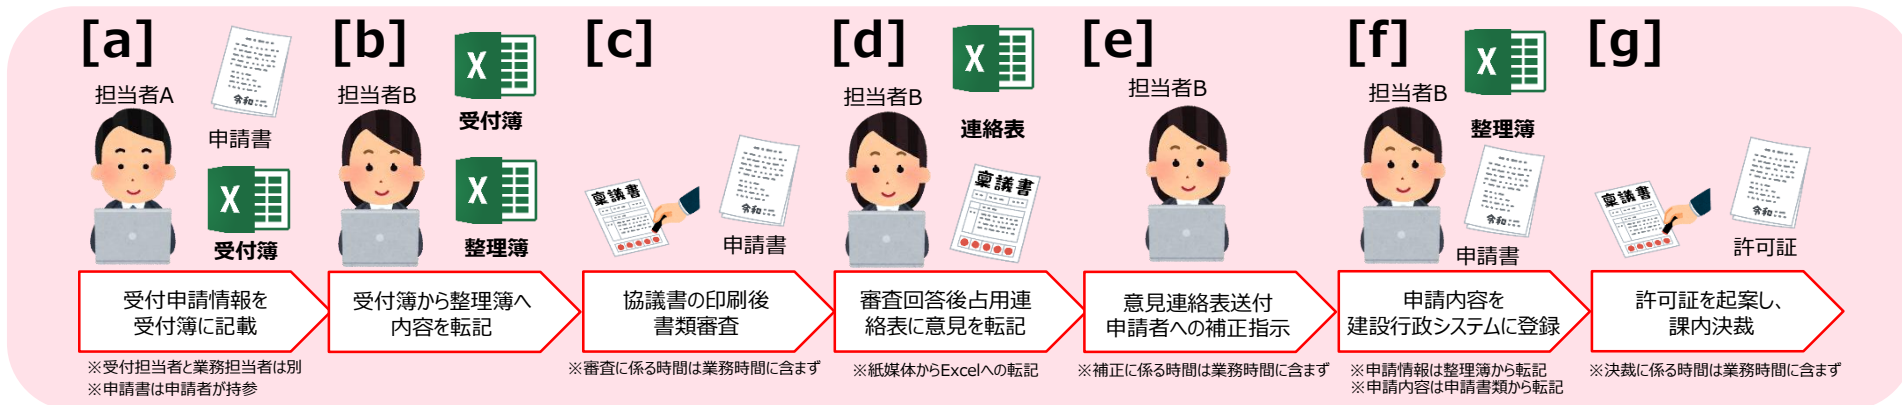 [a]
担当者A
申請書
受付簿
受付申請情報を
受付簿に記載
※受付担当者と業務担当者は別
※申請書は申請者が持参
[b]
担当者B
受付簿
整理簿
受付簿から整理簿へ
内容を転記
[c]
稟議書
令和
申請書
協議書の印刷後
書類審査
※審査に係る時間は業務時間に含まず
[d]
担当者B
連絡表
稟議書
審査回答後占用連
絡表に意見を転記
※紙媒体からExcelへの転記
[e]
担当者B
意見連絡表送付
申請者への補正指示
※補正に係る時間は業務時間に含まず
[f]
担当者B
整理簿
令和
申請書
申請内容を
建設行政システムに登録
※申請情報は整理簿から転記
※申請内容は申請書類から転記
[g]
稟議書
令和
許可証
許可証を起案し、
課内決裁
※決裁に係る時間は業務時間に含まず